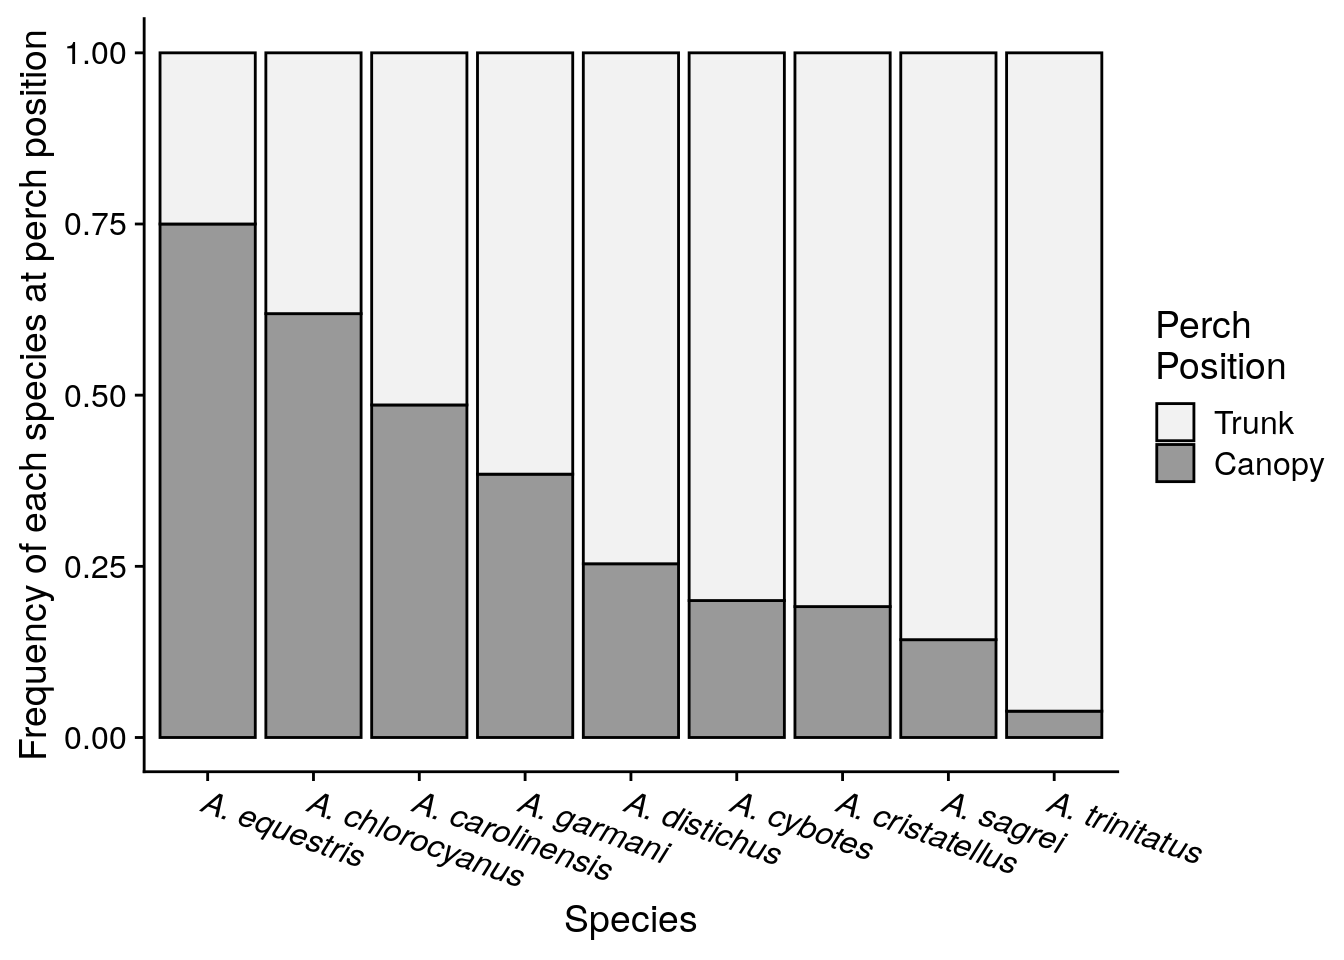 Frequency of each species at perch position
1.00
0.75
0.50
0.25
0.00
A. equestris
A. chlorocyanus
A. carolinensis
A. garmani
A. distichus
A. cybotes
A. cristatellus
A. sagrei
A. trinitatus
Species
Perch
Position
Trunk
Canopy